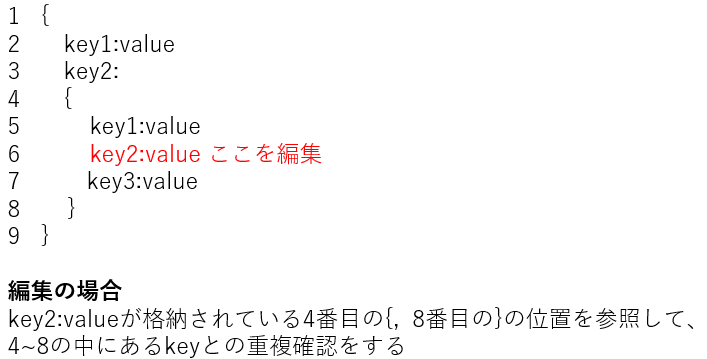 1 {
2 key1:value
3 key2:
4 {
5 key1:value
6 key2:value ここを編集
7 key3:value
8 }
9 }
編集の場合
key2:valueが格納されている4番目の{, 8番目の}の位置を参照して、
4~8の中にあるkeyとの重複確認をする